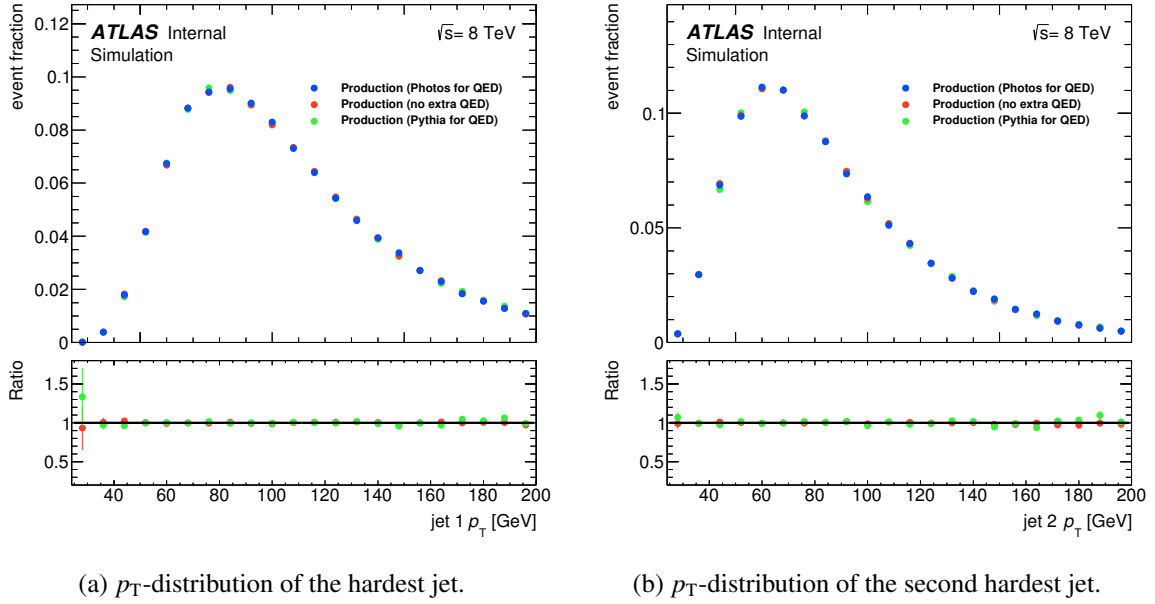 event fraction
0.12
0.1
0.08
0.06
0.04
0.02
0
ATLAS Internal
Simulation
√s= 8 TeV
Production (Photos for QED)
Production (no extra QED)
Production (Pythia for QED)
Ratio
1.5
1
0.5
40 60 80 100 120 140 160 180 200
jet 1 p_T [GeV]
(a) p_T-distribution of the hardest jet.
event fraction
0.1
0.05
0
ATLAS Internal
Simulation
√s= 8 TeV
Production (Photos for QED)
Production (no extra QED)
Production (Pythia for QED)
Ratio
1.5
1
0.5
40 60 80 100 120 140 160 180 200
jet 2 p_T [GeV]
(b) p_T-distribution of the second hardest jet.